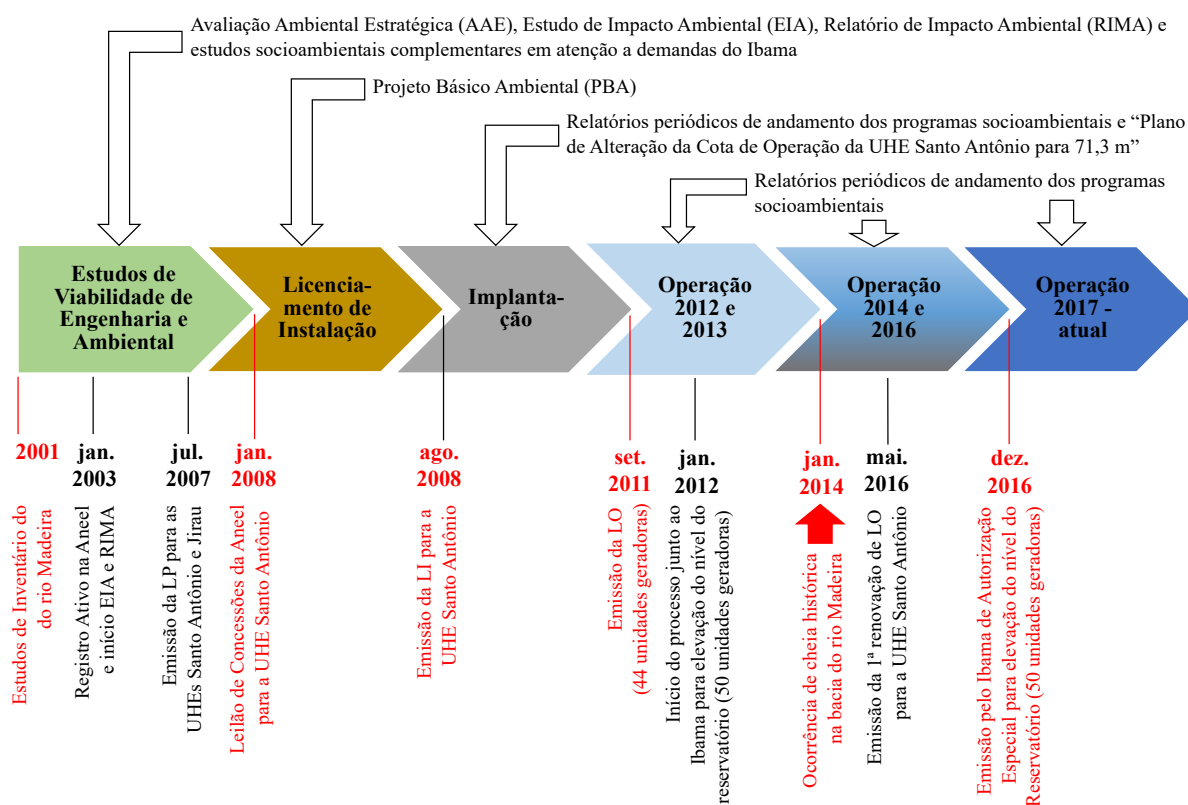 Avaliação Ambiental Estratégica (AAE), Estudo de Impacto Ambiental (EIA), Relatório de Impacto Ambiental (RIMA) e
estudos socioambientais complementares em atenção a demandas do Ibama
Projeto Básico Ambiental (PBA)
Relatórios periódicos de andamento dos programas socioambientais e “Plano
de Alteração da Cota de Operação da UHE Santo Antônio para 71,3 m”
Relatórios periódicos de andamento dos programas
socioambientais
Estudos de
Viabilidade de
Engenharia e
Ambiental
Licencia-
mento de
Instalação
Implanta-
ção
Operação
2012 e
2013
Operação
2014 e
2016
Operação
2017 -
atual
2001
Estudos de Inventário do
rio Madeira
jan.
2003
Registro Ativo na Aneel
e início EIA e RIMA
jul.
2007
Emissão da LP para as
UHEs Santo Antônio e Jirau
jan.
2008
Leilão de Concessões da Aneel
para a UHE Santo Antônio
ago.
2008
Emissão da LI para a
UHE Santo Antônio
set.
2011
Emissão da LO
(44 unidades geradoras)
jan.
2012
Início do processo junto ao
Ibama para elevação do nível do
reservatório (50 unidades geradoras)
jan.
2014
Ocorrência de cheia histórica
na bacia do rio Madeira
mai.
2016
Emissão da 1ª renovação de LO
para a UHE Santo Antônio
dez.
2016
Emissão pelo Ibama de Autorização
Especial para elevação do nível do
Reservatório (50 unidades geradoras)